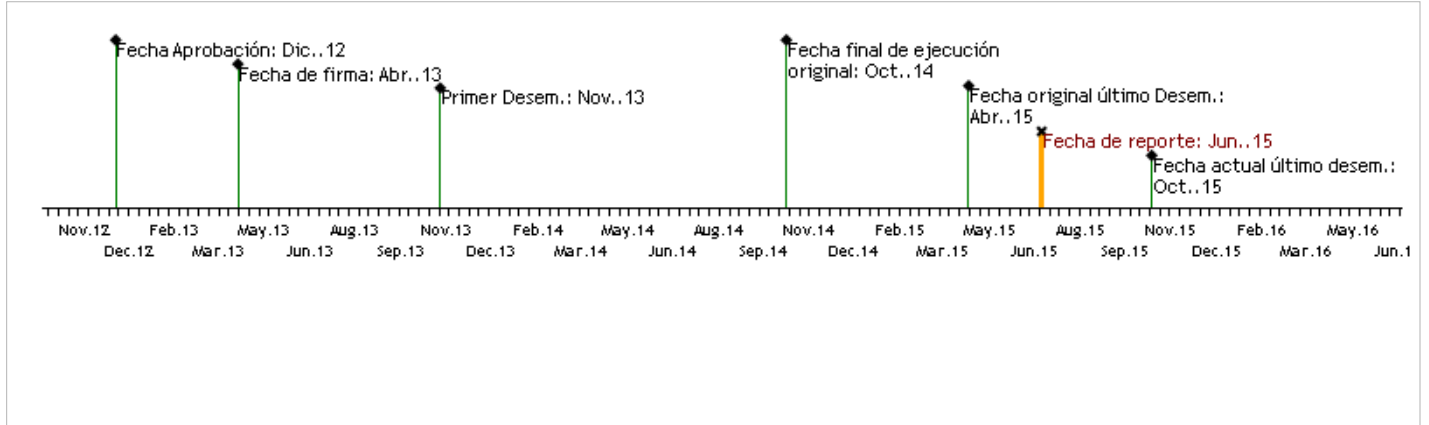 Fecha Aprobación: Dic..12
Fecha de firma: Abr..13
Primer Desem.: Nov..13
Fecha final de ejecución
original: Oct..14
Fecha original último Desem.:
Abr..15
Fecha de reporte: Jun..15
Fecha actual último desem.:
Oct..15
Nov.12 Feb.13 May.13 Aug.13 Nov.13 Feb.14 May.14 Aug.14 Nov.14 Feb.15 May.15 Aug.15 Nov.15 Feb.16 May.16
Dec.12 Mar.13 Jun.13 Sep.13 Dec.13 Mar.14 Jun.14 Sep.14 Dec.14 Mar.15 Jun.15 Sep.15 Dec.15 Mar.16 Jun.1